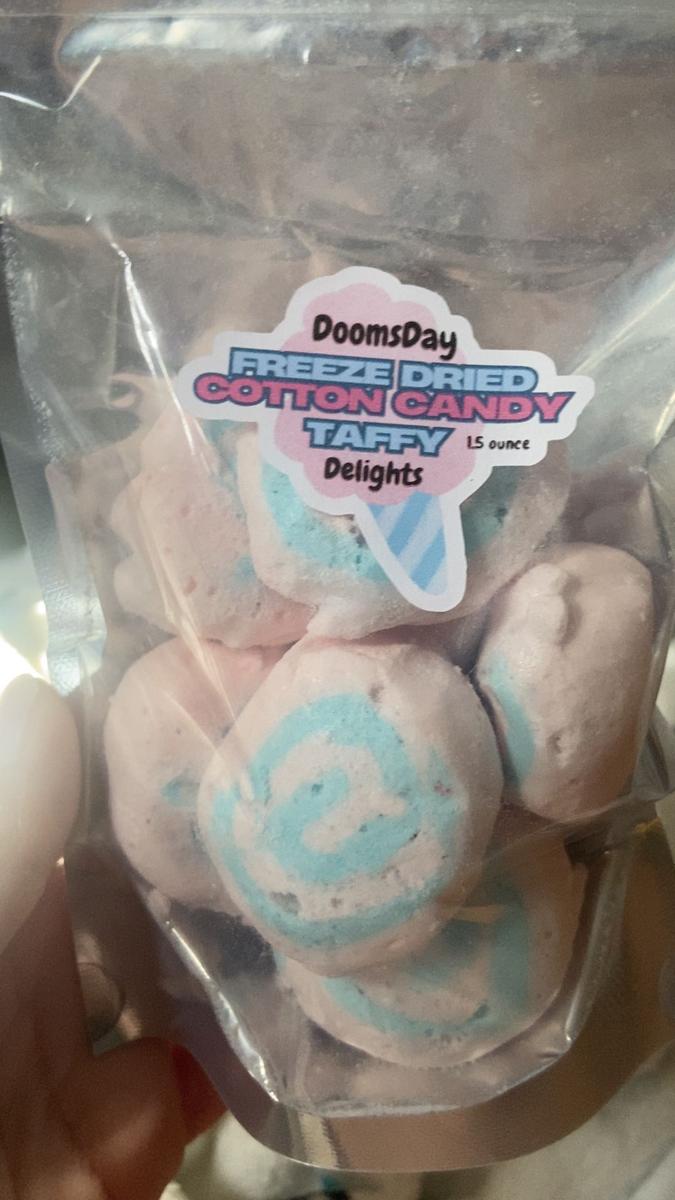 DoomsDay
FREEZE DRIED
COTTON CANDY
TAFFY 1.5 ounce
Delights